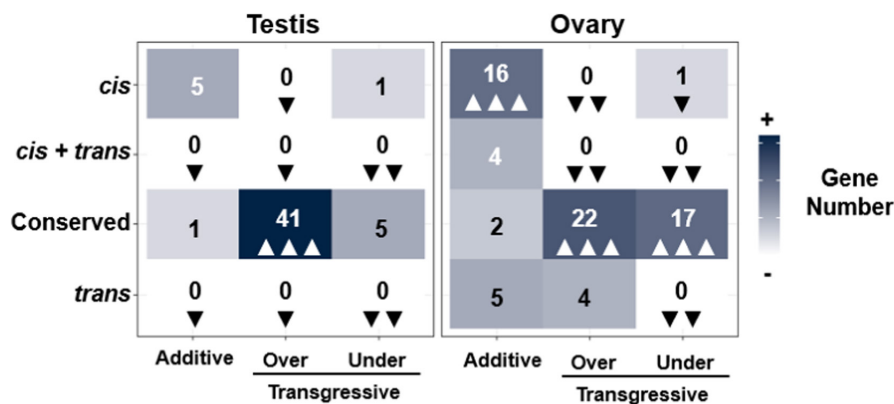 Testis Ovary
cis 5 0 1 16 0 1
cis + trans 0 0 0 4 0 0
Conserved 1 41 5 2 22 17
trans 0 0 0 5 4 0
Additive Over Under Additive Over Under
Transgressive Transgressive
+
Gene
Number
-